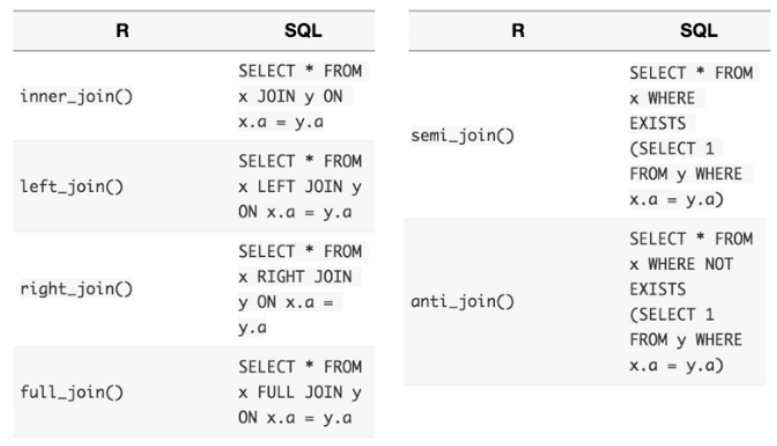 R SQL
inner_join()
SELECT * FROM
x JOIN y ON
x.a = y.a
left_join()
SELECT * FROM
x LEFT JOIN y
ON x.a = y.a
right_join()
SELECT * FROM
x RIGHT JOIN
y ON x.a =
y.a
full_join()
SELECT * FROM
x FULL JOIN y
ON x.a = y.a
R SQL
semi_join()
SELECT * FROM
x WHERE
EXISTS
(SELECT 1
FROM y WHERE
x.a = y.a)
anti_join()
SELECT * FROM
x WHERE NOT
EXISTS
(SELECT 1
FROM y WHERE
x.a = y.a)